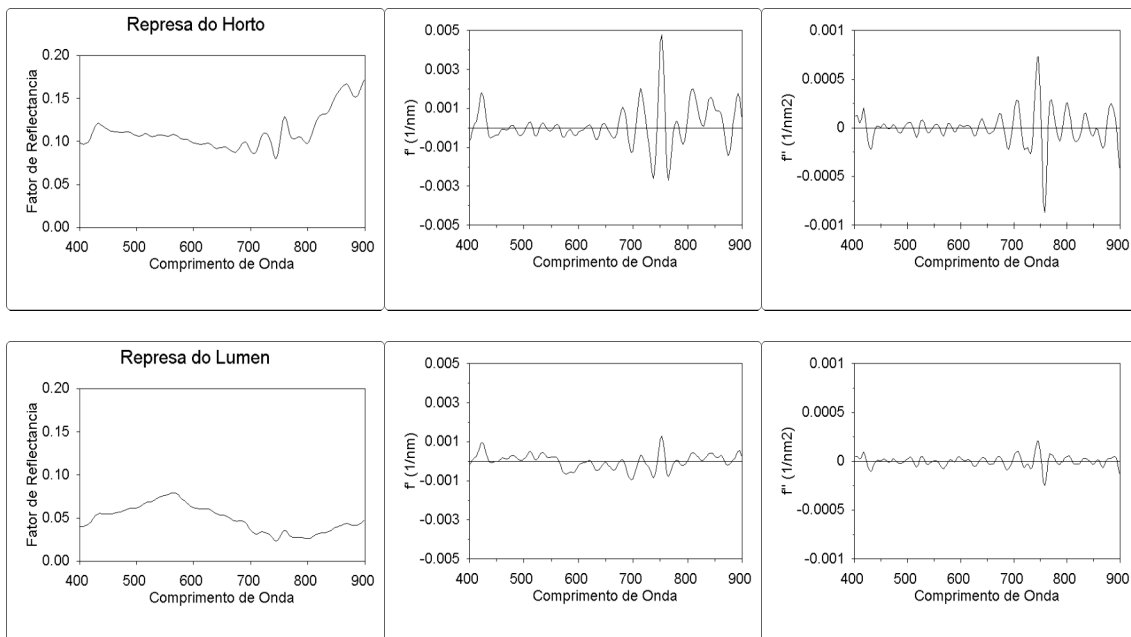 Represa do Horto
Fator de Reflectancia
0.20
0.15
0.10
0.05
0.00
400 500 600 700 800 900
Comprimento de Onda
f' (1/nm)
0.005
0.003
0.001
-0.001
-0.003
-0.005
400 500 600 700 800 900
Comprimento de Onda
f'' (1/nm2)
0.001
0.0005
0
-0.0005
-0.001
400 500 600 700 800 900
Comprimento de Onda
Represa do Lumen
Fator de Reflectancia
0.20
0.15
0.10
0.05
0.00
400 500 600 700 800 900
Comprimento de Onda
f' (1/nm)
0.005
0.003
0.001
-0.001
-0.003
-0.005
400 500 600 700 800 900
Comprimento de Onda
f'' (1/nm2)
0.001
0.0005
0
-0.0005
-0.001
400 500 600 700 800 900
Comprimento de Onda